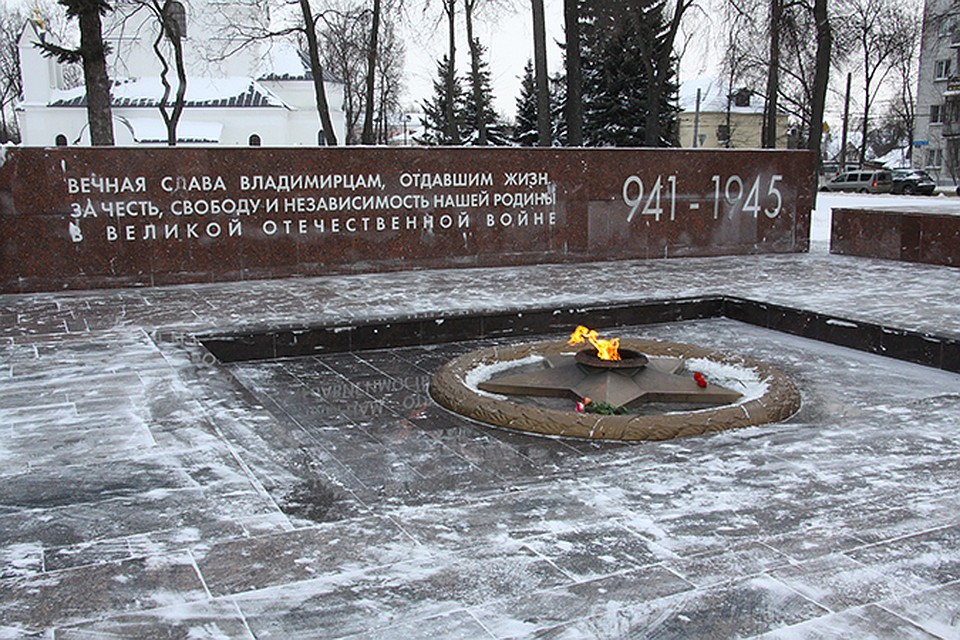 ВЕЧНАЯ СЛАВА ВЛАДИМИРЦАМ, ОТДАВШИМ ЖИЗН
ЗА ЧЕСТЬ, СВОБОДУ И НЕЗАВИСИМОСТЬ НАШЕЙ РОДИНЫ
В ВЕЛИКОЙ ОТЕЧЕСТВЕННОЙ ВОЙНЕ
941 - 1945